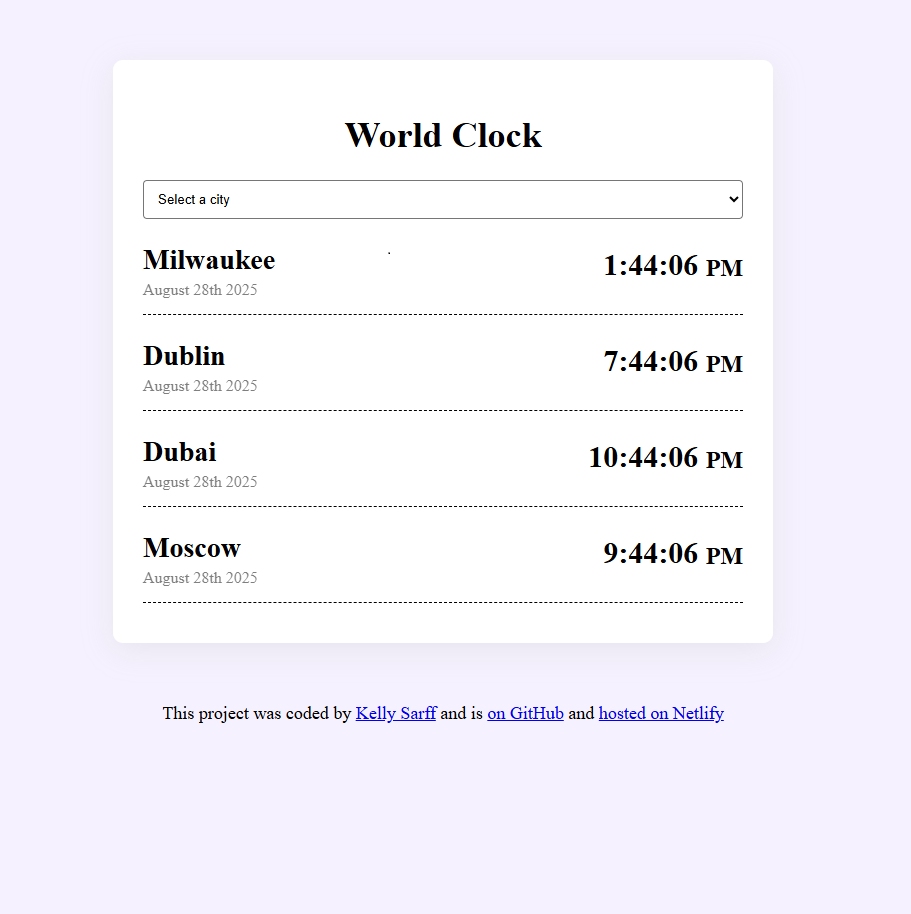 World Clock
Select a city
Milwaukee
1:44:06 PM
August 28th 2025
Dublin
7:44:06 PM
August 28th 2025
Dubai
10:44:06 PM
August 28th 2025
Moscow
9:44:06 PM
August 28th 2025
This project was coded by Kelly Sarff and is on GitHub and hosted on Netlify